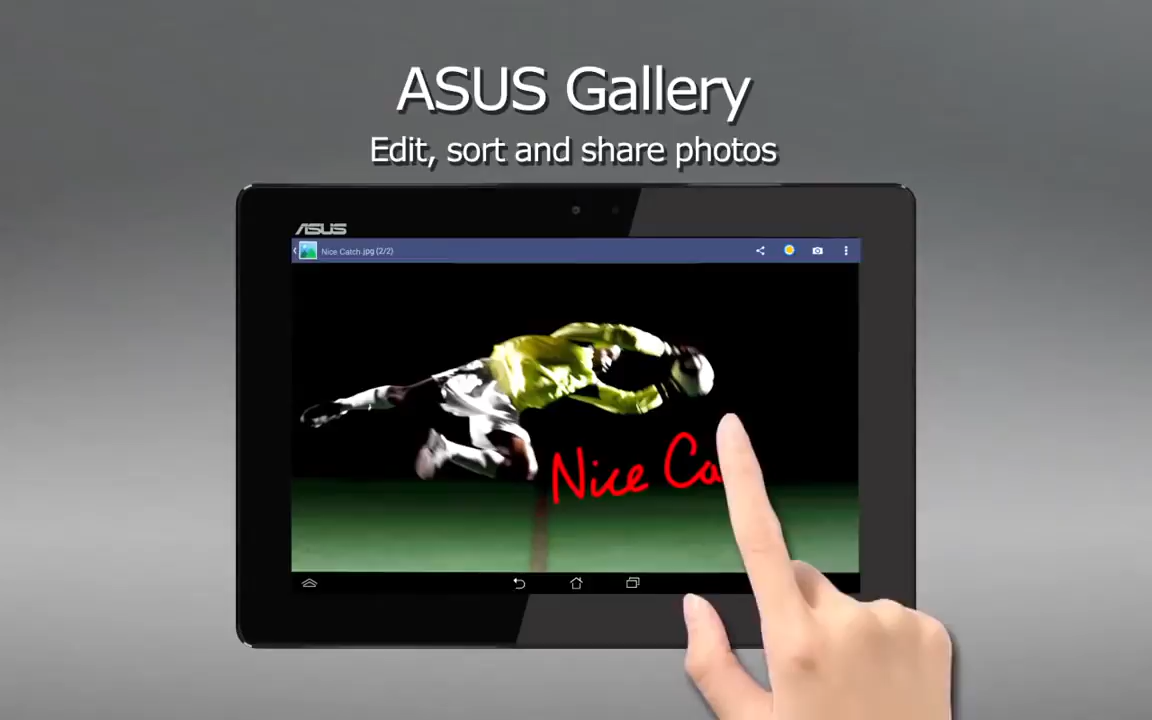 ASUS Gallery
Edit, sort and share photos
ASUS
Nice Catch.jpg (2/2)
Nice Ca